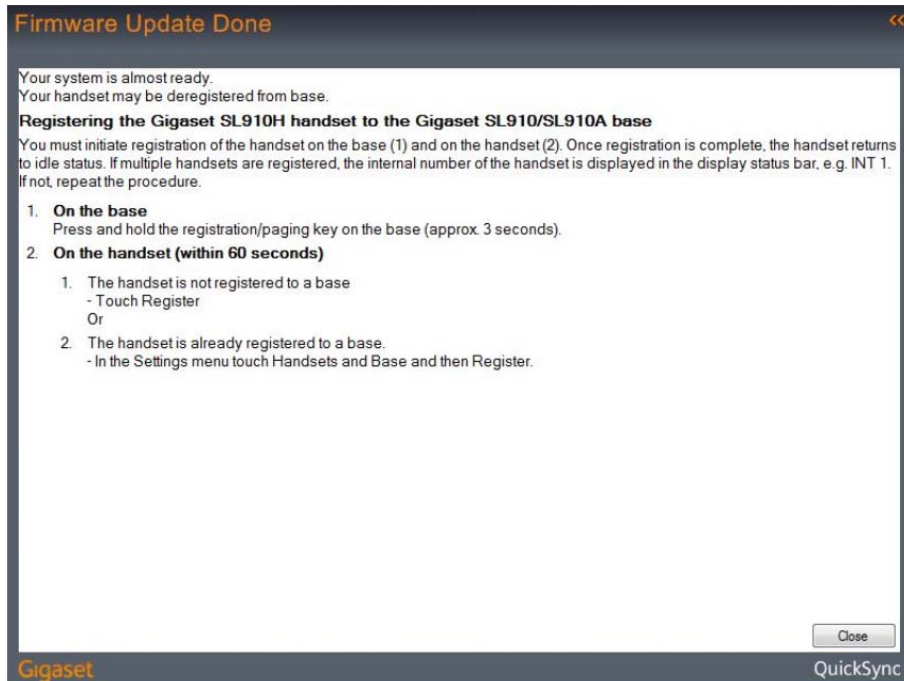 Firmware Update Done
<<
Your system is almost ready.
Your handset may be deregistered from base.
Registering the Gigaset SL910H handset to the Gigaset SL910/SL910A base
You must initiate registration of the handset on the base (1) and on the handset (2). Once registration is complete, the handset returns
to idle status. If multiple handsets are registered, the internal number of the handset is displayed in the display status bar, e.g. INT 1.
If not, repeat the procedure.
1. On the base
Press and hold the registration/paging key on the base (approx. 3 seconds).
2. On the handset (within 60 seconds)
1. The handset is not registered to a base
- Touch Register
Or
2. The handset is already registered to a base.
- In the Settings menu touch Handsets and Base and then Register.
Close
Gigaset
QuickSync